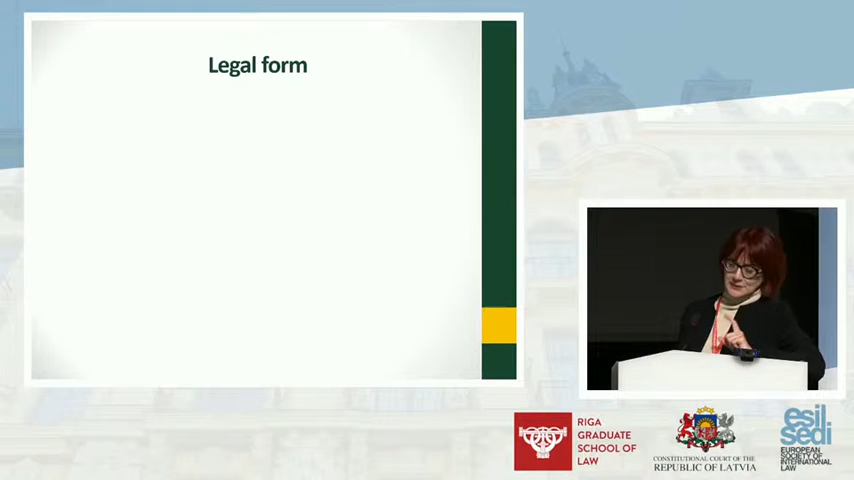 Legal form
RIGA
GRADUATE
SCHOOL OF
LAW
CONSTITUTIONAL COURT OF THE
REPUBLIC OF LATVIA
esil
sedi
EUROPEAN
SOCIETY OF
INTERNATIONAL
LAW